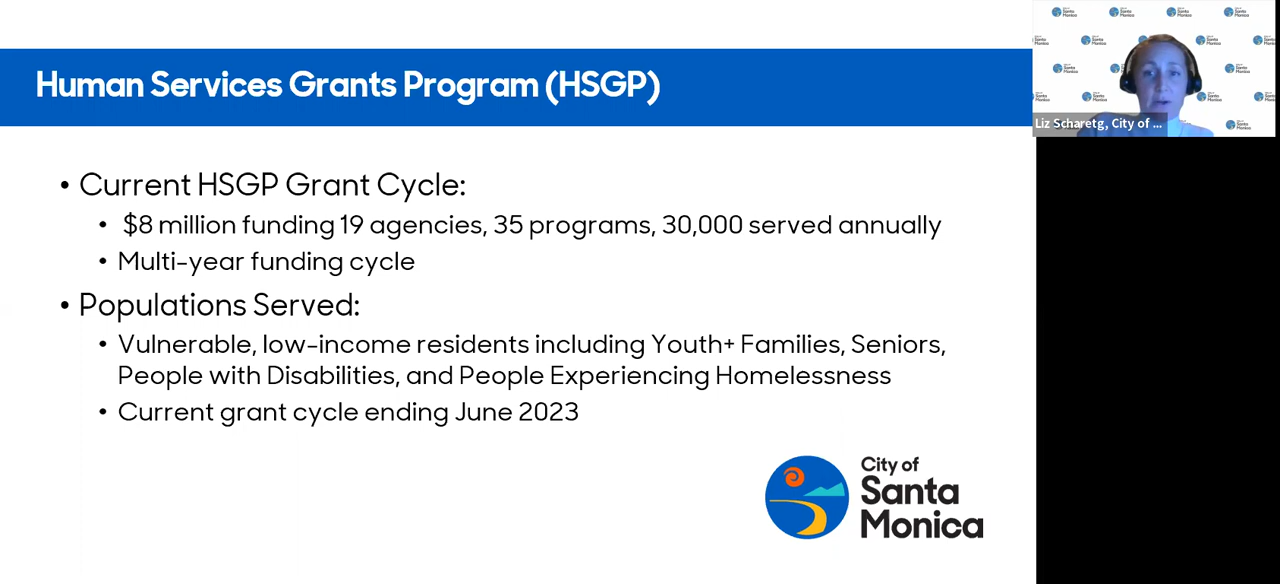 Human Services Grants Program (HSGP)
• Current HSGP Grant Cycle:
• $8 million funding 19 agencies, 35 programs, 30,000 served annually
• Multi-year funding cycle
• Populations Served:
• Vulnerable, low-income residents including Youth+ Families, Seniors,
People with Disabilities, and People Experiencing Homelessness
• Current grant cycle ending June 2023
City of
Santa
Monica
Liz Scharetg, City of ...